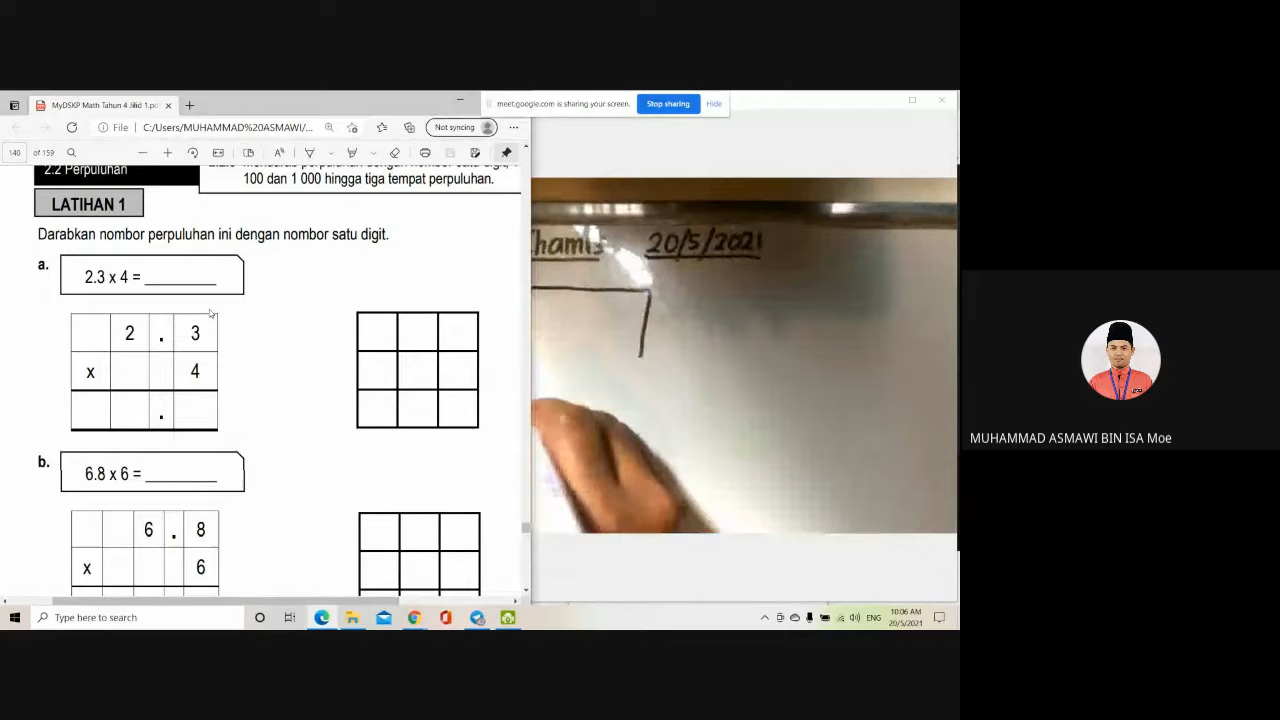 MyDSKP Math Tahun 4 Jilid 1.pd
meet.google.com is sharing your screen.
Stop sharing
Hide
File
C:/Users/MUHAMMAD%20ASMAWI/...
Not syncing
140 of 159
2.2 Perpuluhan
100 dan 1 000 hingga tiga tempat perpuluhan.
LATIHAN 1
Darabkan nombor perpuluhan ini dengan nombor satu digit.
a.
2.3 x 4 = ________
2 . 3
x 4
.
b.
6.8 x 6 = ________
6 . 8
x 6
Khamis 20/5/2021
MUHAMMAD ASMAWI BIN ISA Moe
Type here to search
ENG
10:06 AM
20/5/2021